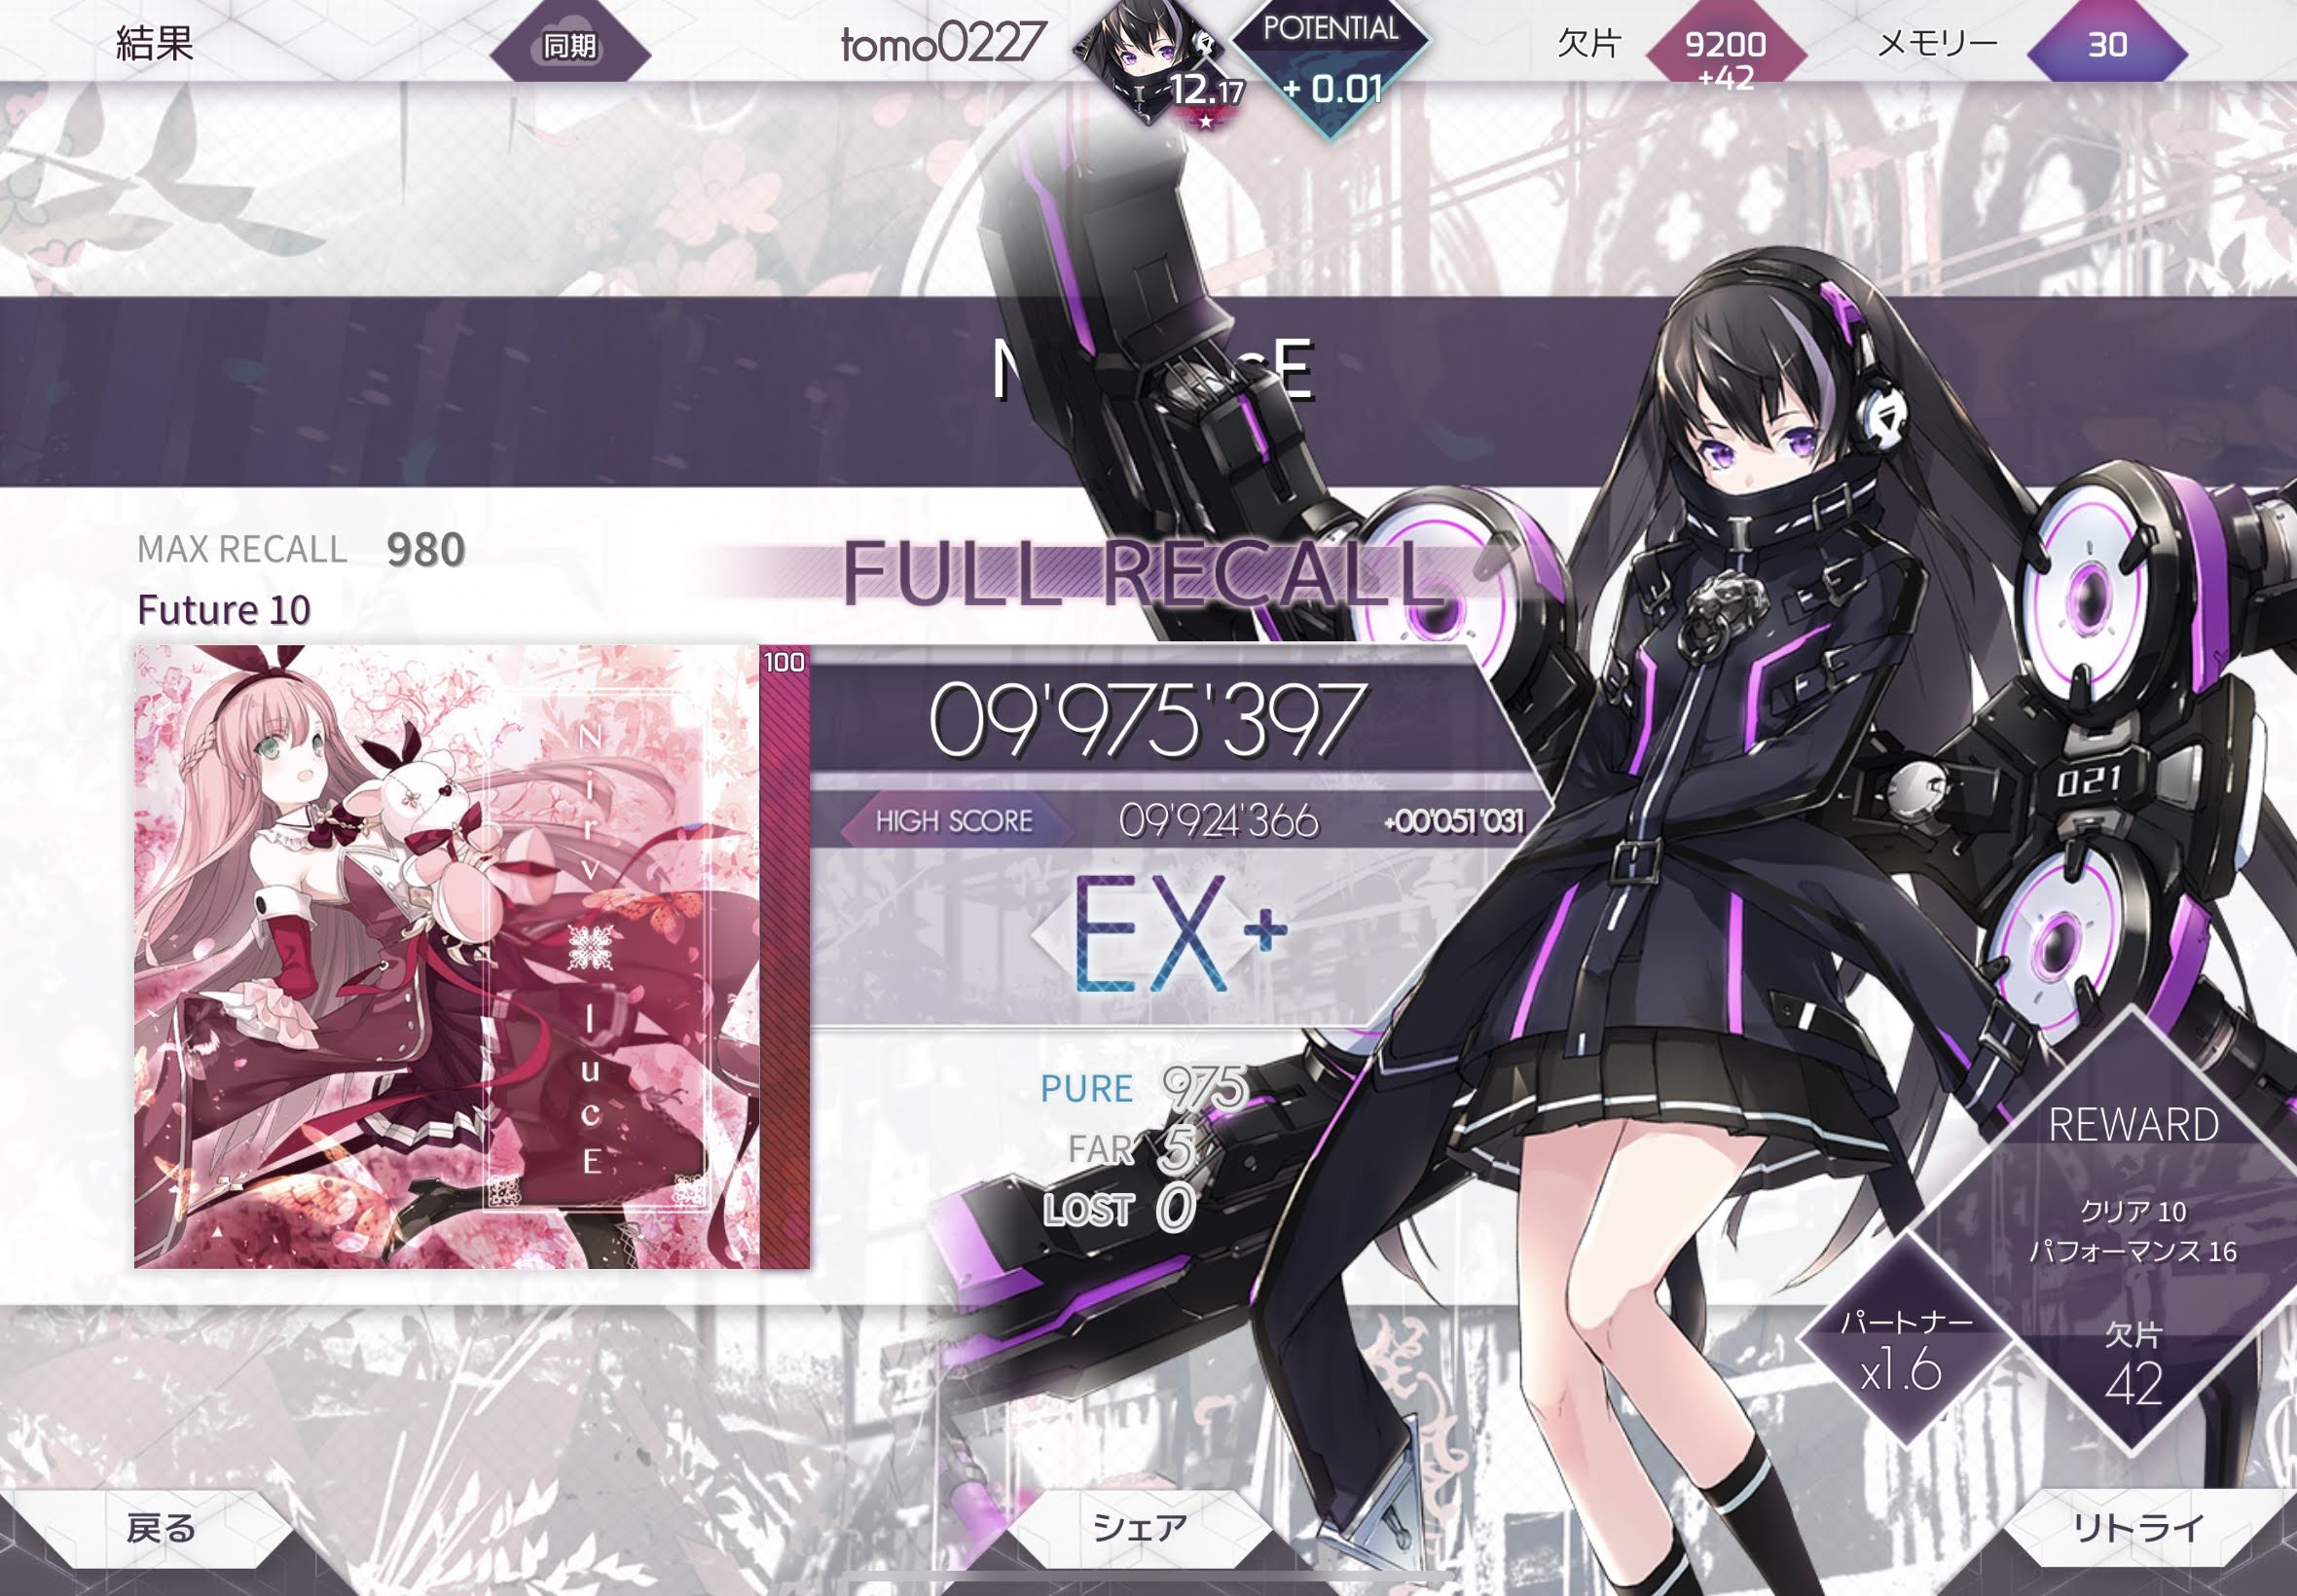 結果
同期
tomo0227
12.17
POTENTIAL
+ 0.01
欠片
9200
+42
メモリー
30
MAX RECALL 980
FULL RECALL
Future 10
100
09'975'397
HIGH SCORE 09'924'366 +00'051'031
EX+
Nirv
lucE
021
PURE 975
FAR 5
LOST 0
REWARD
クリア 10
パフォーマンス 16
パートナー
x1.6
欠片
42
戻る
シェア
リトライ